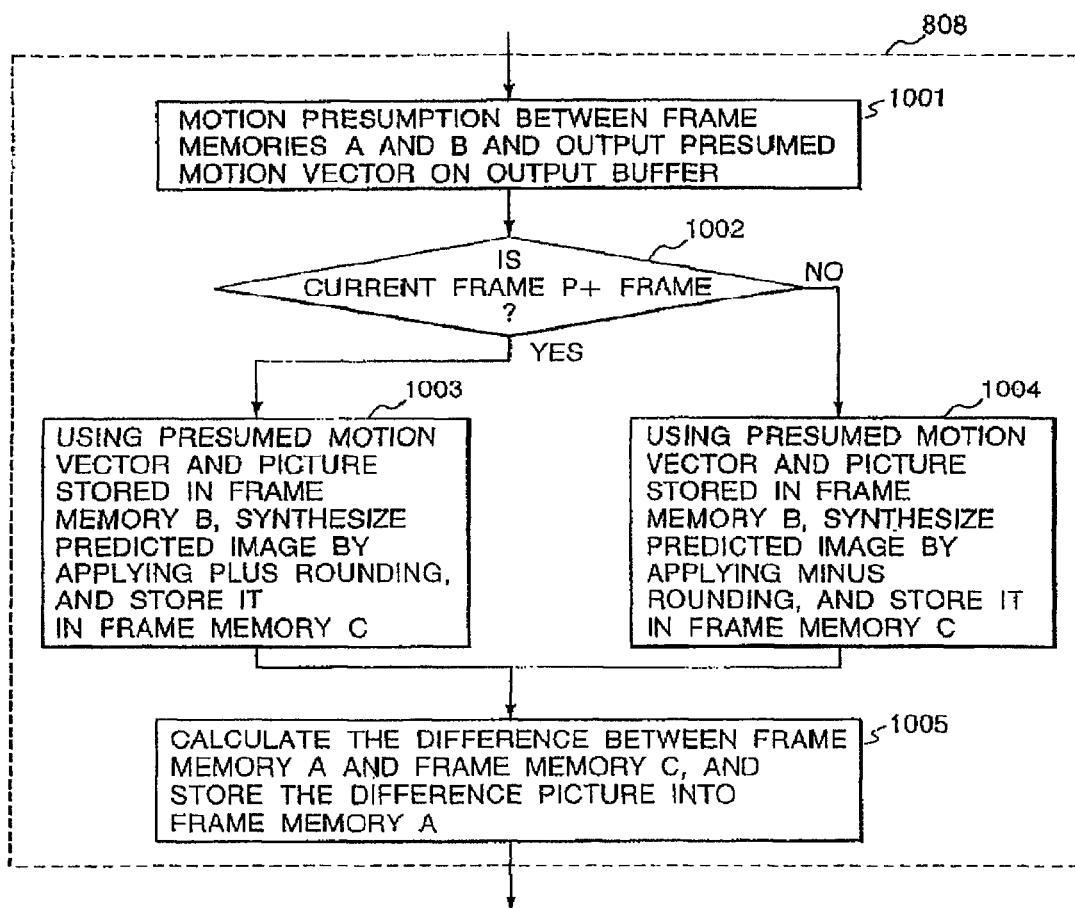 808
1001
MOTION PRESUMPTION BETWEEN FRAME
MEMORIES A AND B AND OUTPUT PRESUMED
MOTION VECTOR ON OUTPUT BUFFER
1002
IS
CURRENT FRAME P+ FRAME
?
NO
YES
1003
USING PRESUMED MOTION
VECTOR AND PICTURE
STORED IN FRAME
MEMORY B, SYNTHESIZE
PREDICTED IMAGE BY
APPLYING PLUS ROUNDING,
AND STORE IT
IN FRAME MEMORY C
1004
USING PRESUMED MOTION
VECTOR AND PICTURE
STORED IN FRAME
MEMORY B, SYNTHESIZE
PREDICTED IMAGE BY
APPLYING MINUS
ROUNDING, AND STORE IT
IN FRAME MEMORY C
1005
CALCULATE THE DIFFERENCE BETWEEN FRAME
MEMORY A AND FRAME MEMORY C, AND
STORE THE DIFFERENCE PICTURE INTO
FRAME MEMORY A